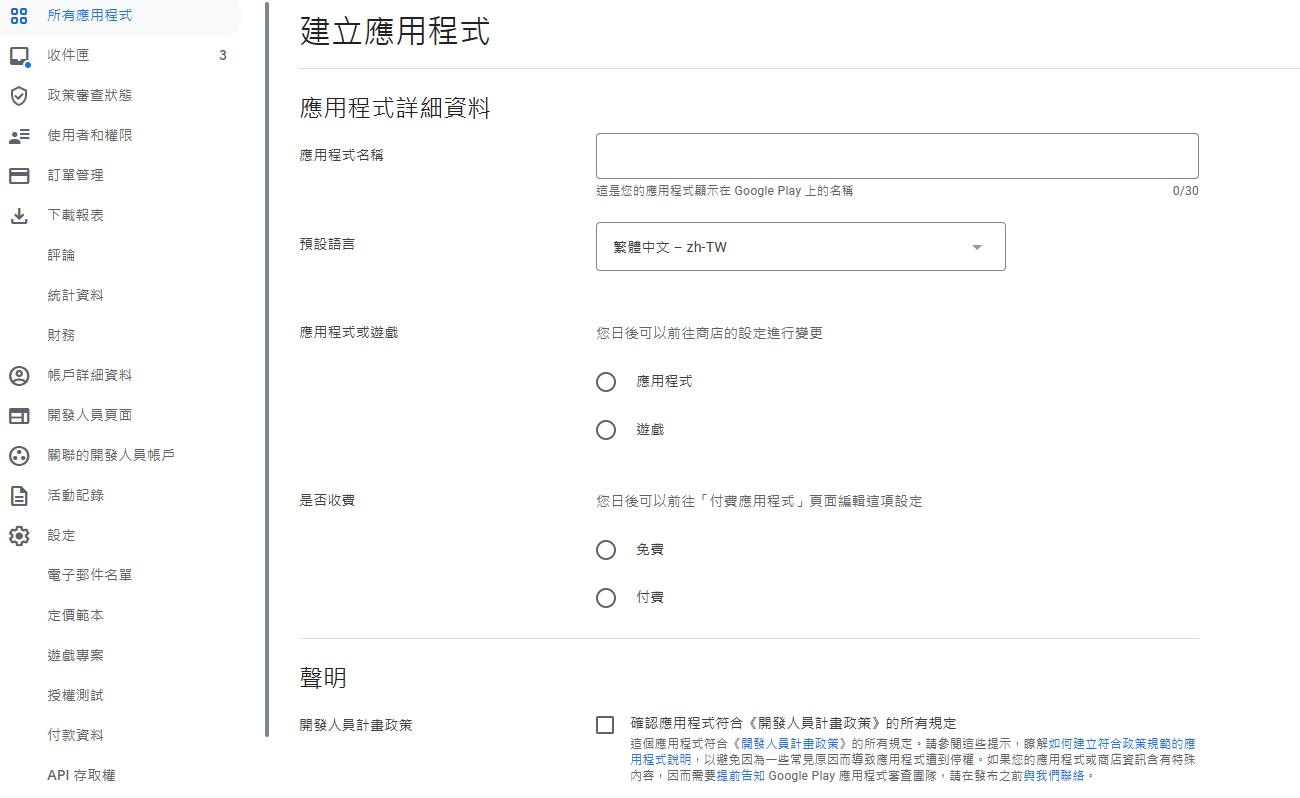 所有應用程式
收件匣 3
政策審查狀態
使用者和權限
訂單管理
下載報表
評論
統計資料
財務
帳戶詳細資料
開發人員頁面
關聯的開發人員帳戶
活動記錄
設定
電子郵件名單
定價範本
遊戲專案
授權測試
付款資料
API 存取權
建立應用程式
應用程式詳細資料
應用程式名稱
這是您的應用程式顯示在 Google Play 上的名稱 0/30
預設語言
繁體中文 – zh-TW
應用程式或遊戲
您日後可以前往商店的設定進行變更
應用程式
遊戲
是否收費
您日後可以前往「付費應用程式」頁面編輯這項設定
免費
付費
聲明
開發人員計畫政策
確認應用程式符合《開發人員計畫政策》的所有規定
這個應用程式符合《開發人員計畫政策》的所有規定。請參閱這些提示，瞭解如何建立符合政策規範的應
用程式說明，以避免因為一些常見原因而導致應用程式遭到停權。如果您的應用程式或商店資訊含有特殊
內容，因而需要提前告知 Google Play 應用程式審查團隊，請在發布之前與我們聯絡。